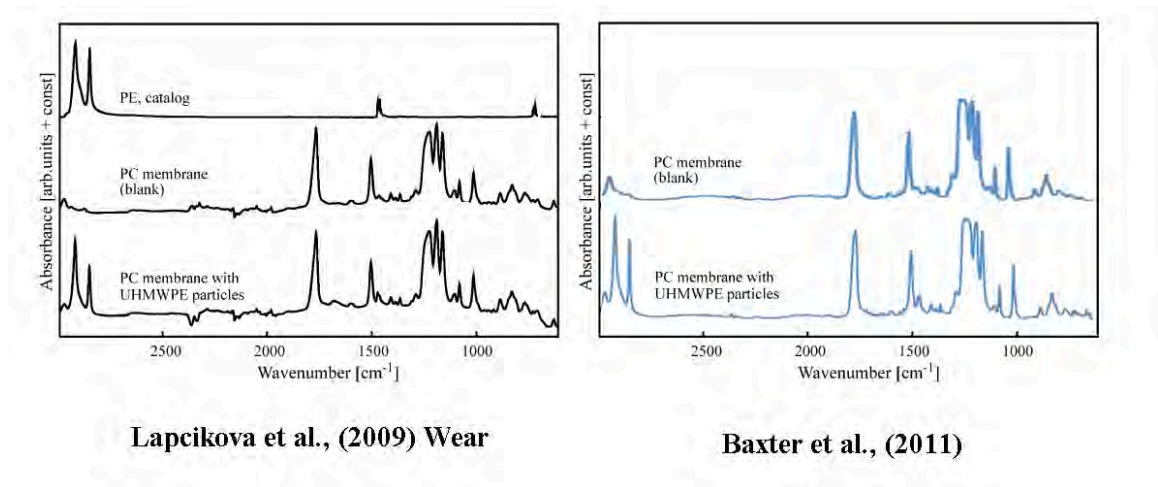 Absorbance [arb.units + const]
PE, catalog
PC membrane
(blank)
PC membrane with
UHMWPE particles
2500 2000 1500 1000
Wavenumber [cm-1]
Lapcikova et al., (2009) Wear
Absorbance [arb.units + const]
PC membrane
(blank)
PC membrane with
UHMWPE particles
2500 2000 1500 1000
Wavenumber [cm-1]
Baxter et al., (2011)